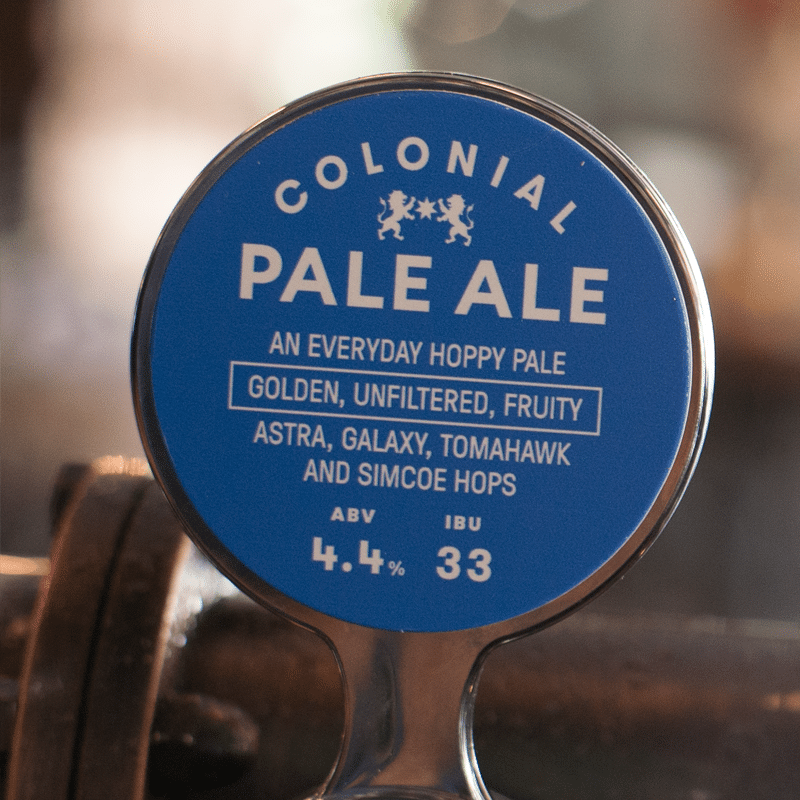 COLONIAL
PALE ALE
AN EVERYDAY HOPPY PALE
GOLDEN, UNFILTERED, FRUITY
ASTRA, GALAXY, TOMAHAWK
AND SIMCOE HOPS
ABV IBU
4.4% 33